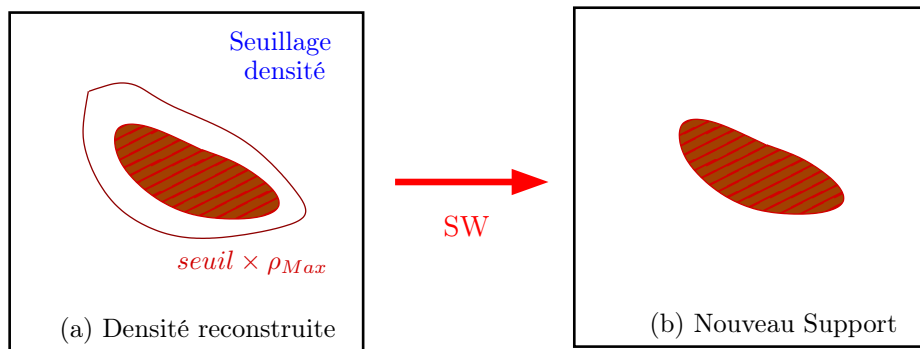 Seuillage
densité
seuil × ρ_Max
(a) Densité reconstruite
SW
(b) Nouveau Support